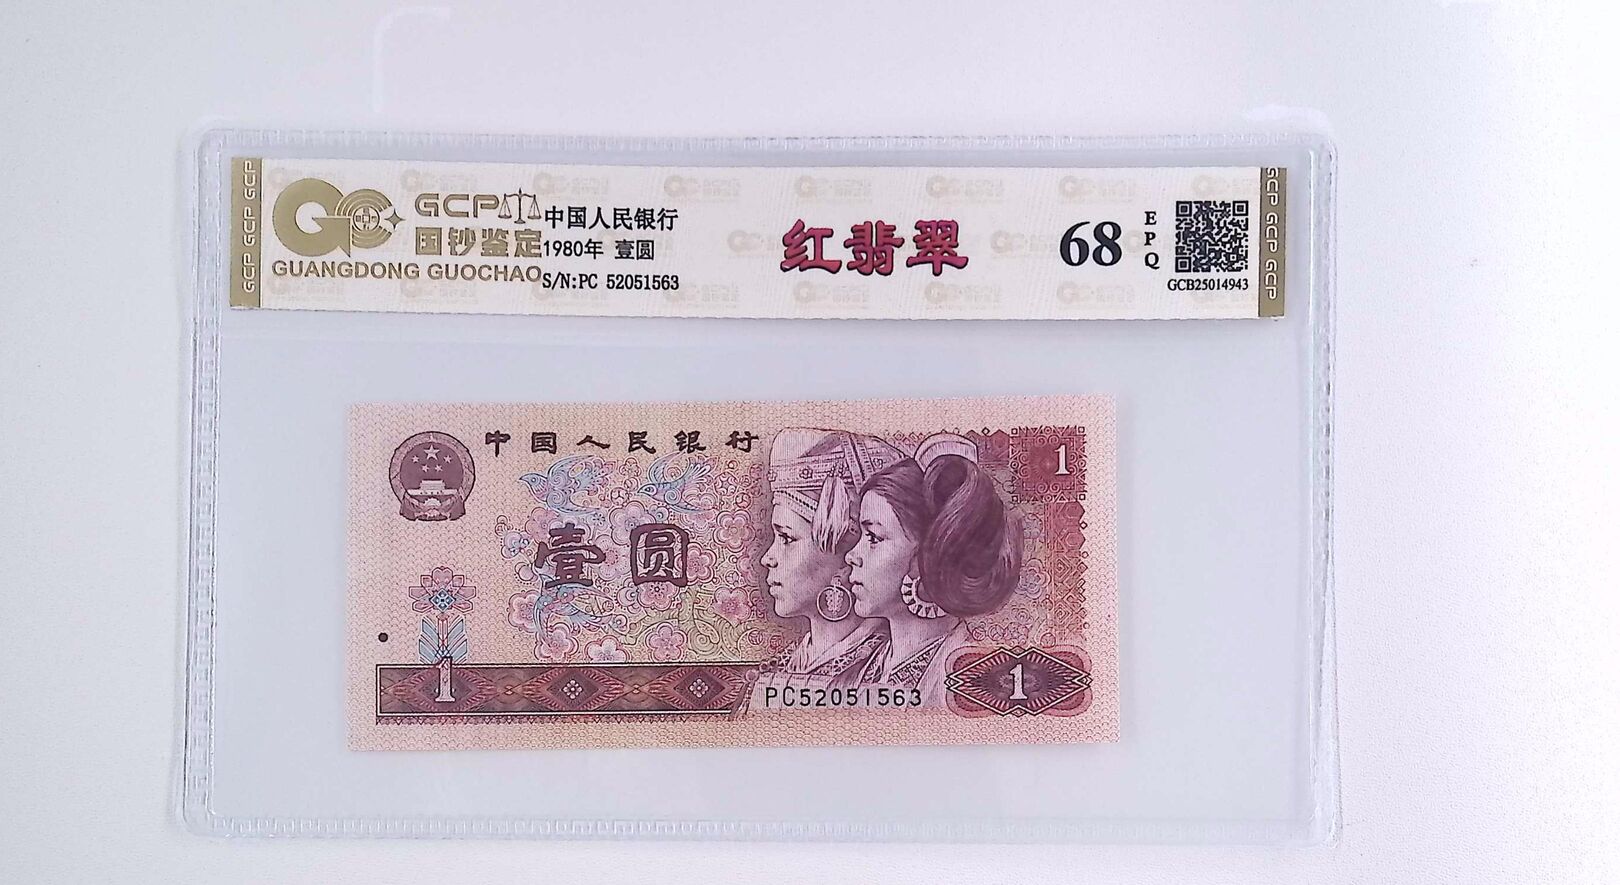 GCP GCP GCP
GCP
国钞鉴定
GUANGDONG GUOCHAO
中国人民银行
1980年 壹圆
S/N:PC 52051563
红翡翠
68
EPQ
GCB25014943
GCP GCP GCP
中国人民银行
1
壹圆
1
PC52051563
1